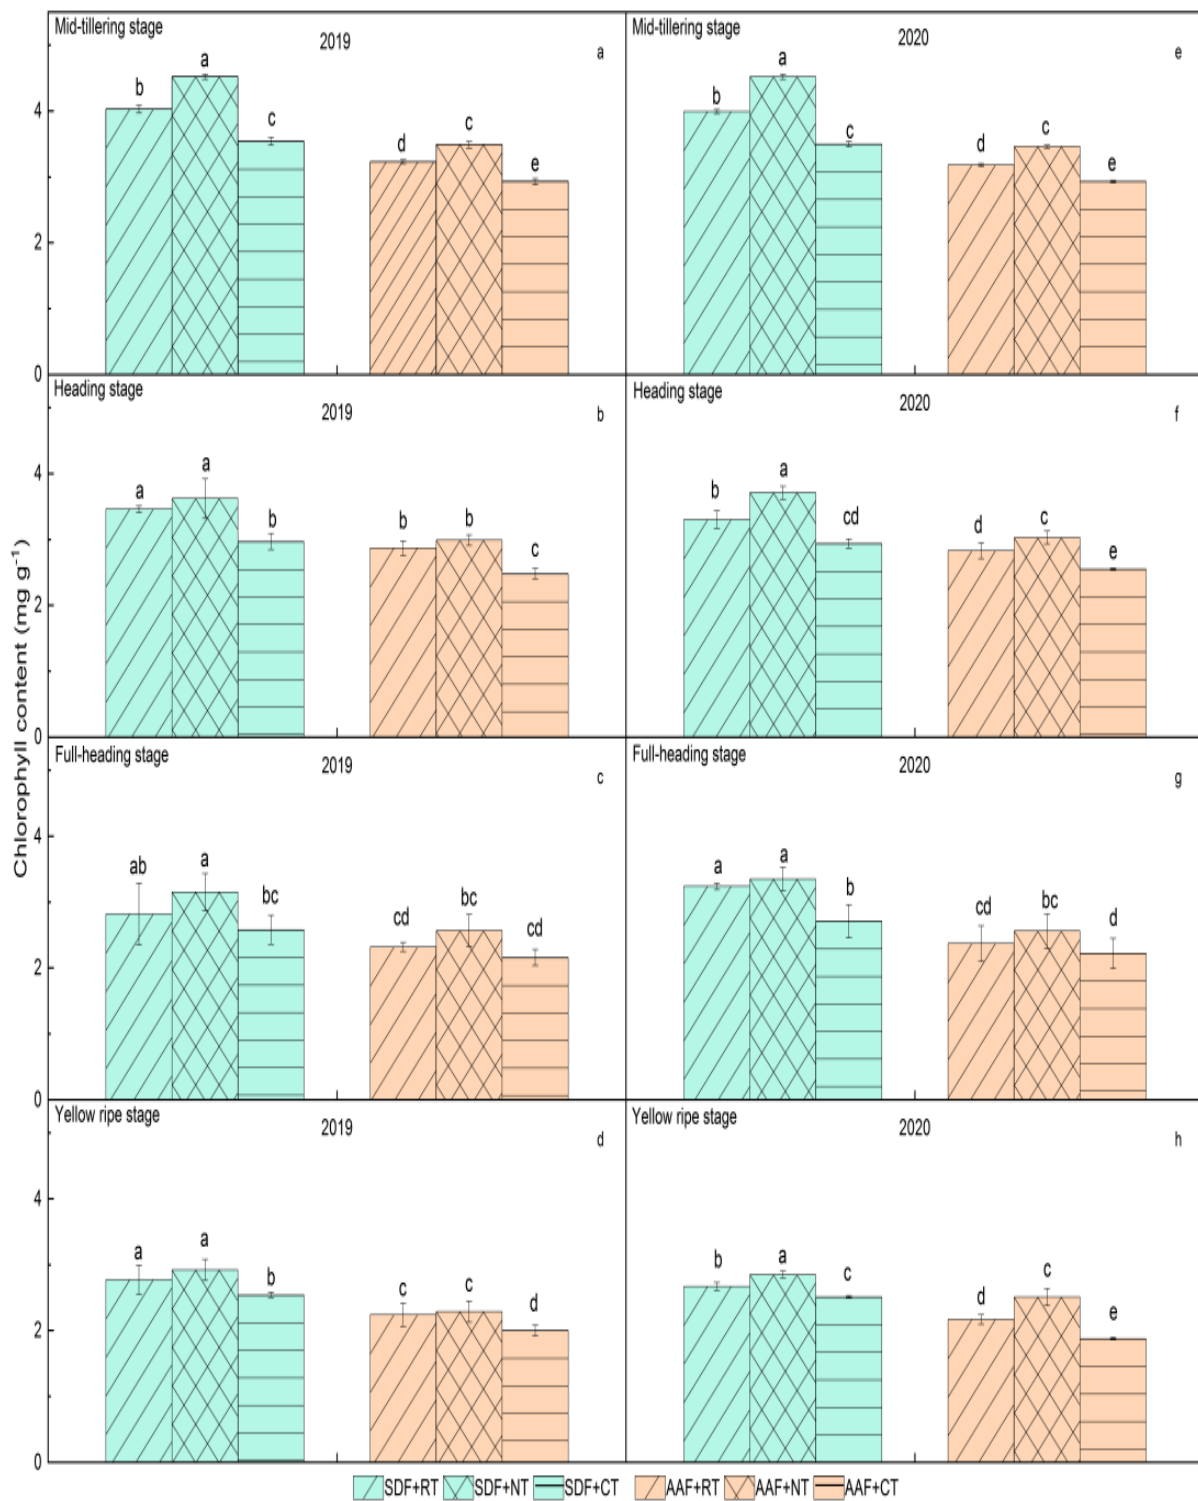 Mid-tillering stage
2019
a
b
a
c
d
c
e
4
2
0
Mid-tillering stage
2020
e
b
a
c
d
c
e
Heading stage
2019
b
a
a
b
b
b
c
4
2
0
Heading stage
2020
f
b
a
cd
d
c
e
Chlorophyll content (mg g⁻¹)
Full-heading stage
2019
c
ab
a
bc
cd
bc
cd
4
2
0
Full-heading stage
2020
g
a
a
b
cd
bc
d
Yellow ripe stage
2019
d
a
a
b
c
c
d
4
2
0
Yellow ripe stage
2020
h
b
a
c
d
c
e
SDF+RT SDF+NT SDF+CT AAF+RT AAF+NT AAF+CT